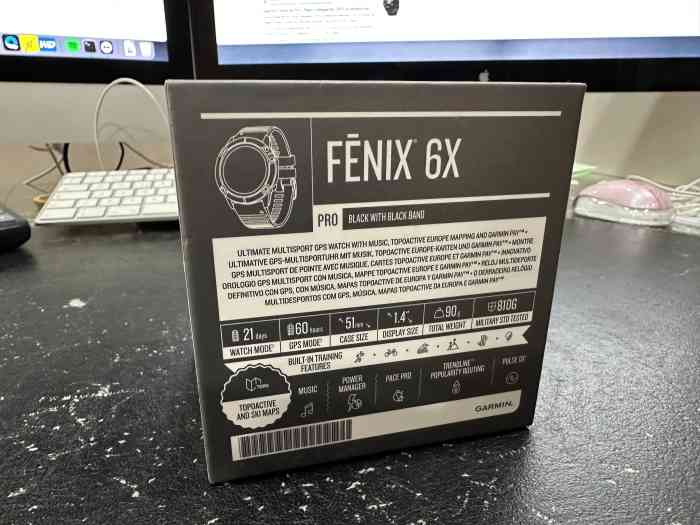 FĒNIX® 6X
PRO BLACK WITH BLACK BAND
ULTIMATE MULTISPORT GPS WATCH WITH MUSIC, TOPOACTIVE EUROPE MAPPING AND GARMIN PAY™ •
ULTIMATIVE GPS-MULTISPORTUHR MIT MUSIK, TOPOACTIVE EUROPA-KARTEN UND GARMIN PAY™ • MONTRE
GPS MULTISPORT DE POINTE AVEC MUSIQUE, CARTES TOPOACTIVE EUROPE ET GARMIN PAY™ • INNOVATIVO
OROLOGIO GPS MULTISPORT CON MUSICA, MAPPE TOPOACTIVE EUROPE E GARMIN PAY™ • RELOJ MULTIDEPORTE
DEFINITIVO CON GPS, CON MÚSICA, MAPAS TOPOACTIVE DE EUROPA Y GARMIN PAY™ • O DERRADEIRO RELÓGIO
MULTIDESPORTOS COM GPS, MÚSICA, MAPAS TOPOACTIVE DA EUROPA E GARMIN PAY™
21 days 60 hours 51 mm 1.4" 90 g 810G
WATCH MODE GPS MODE CASE SIZE DISPLAY SIZE TOTAL WEIGHT MILITARY STD TESTED
BUILT-IN TRAINING
FEATURES
TOPOACTIVE
AND SKI MAPS
MUSIC
POWER
MANAGER
PACE PRO
TRENDLINE™
POPULARITY ROUTING
PULSE OX
GARMIN.